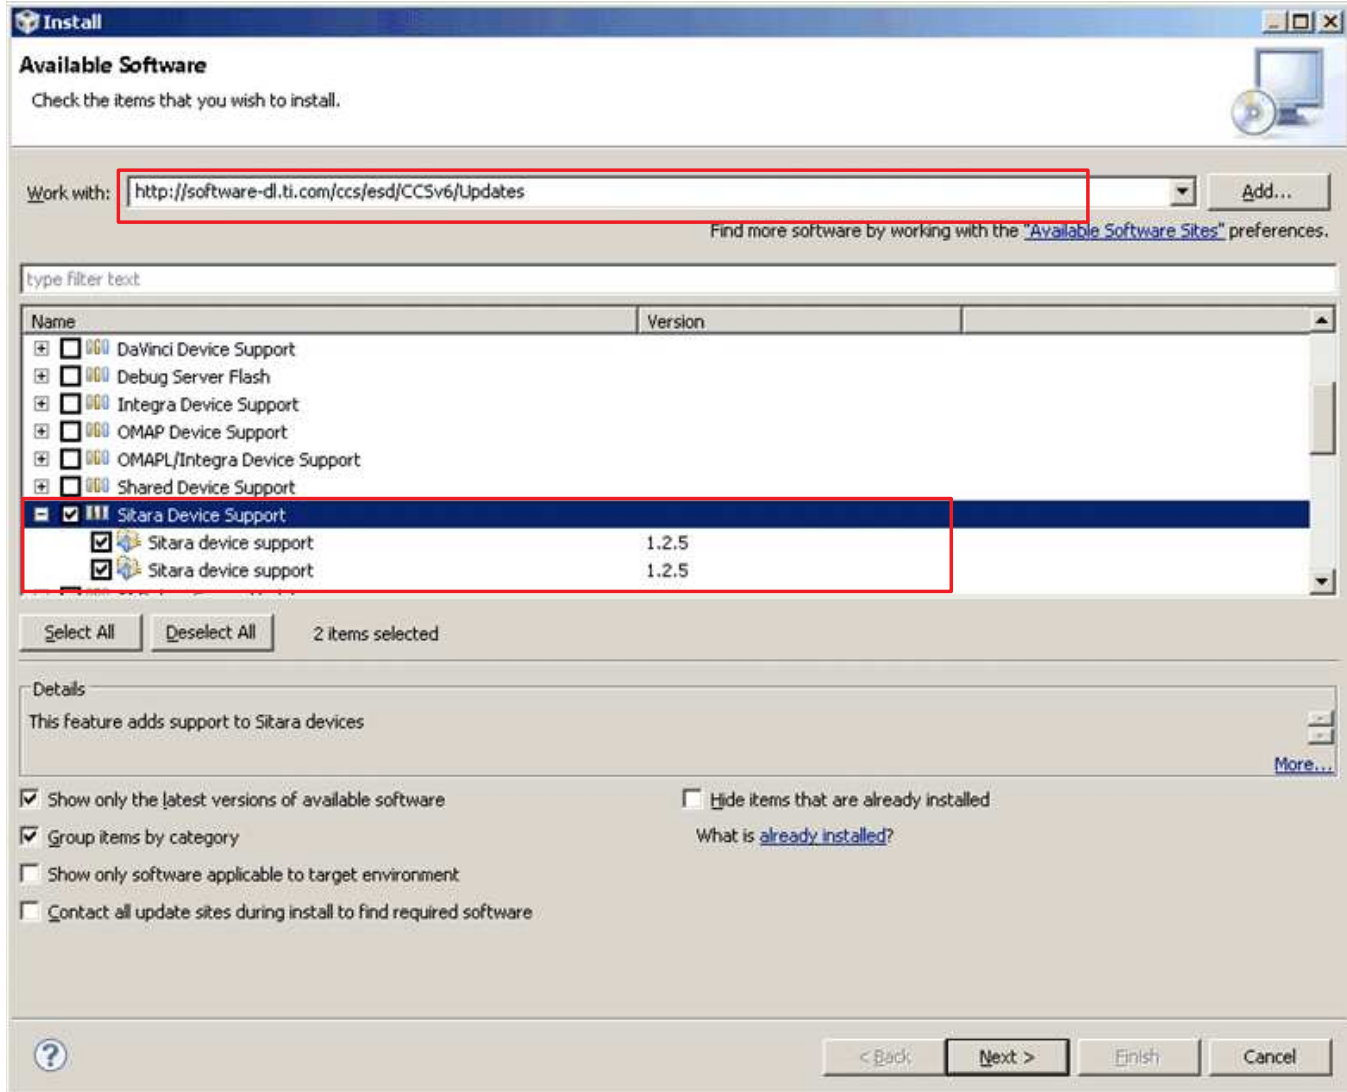 Install
Available Software
Check the items that you wish to install.
Work with: http://software-dl.ti.com/ccs/esd/CCSv6/Updates Add...
Find more software by working with the "Available Software Sites" preferences.
type filter text
Name Version
DaVinci Device Support
Debug Server Flash
Integra Device Support
OMAP Device Support
OMAPL/Integra Device Support
Shared Device Support
Sitara Device Support
Sitara device support 1.2.5
Sitara device support 1.2.5
Select All Deselect All 2 items selected
Details
This feature adds support to Sitara devices
More...
Show only the latest versions of available software Hide items that are already installed
Group items by category What is already installed?
Show only software applicable to target environment
Contact all update sites during install to find required software
? < Back Next > Finish Cancel